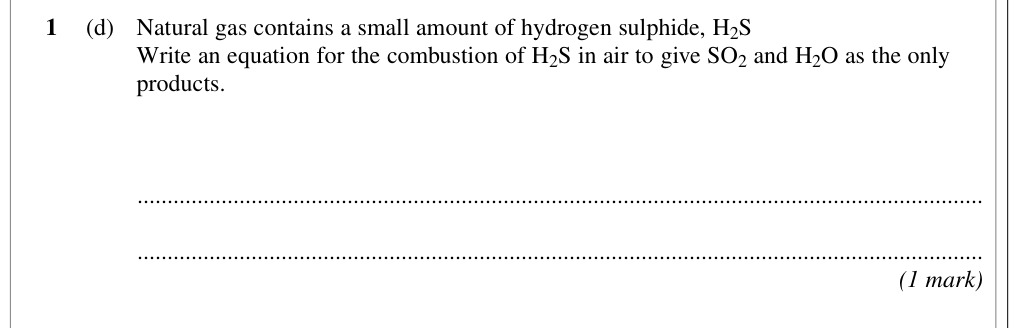 1 (d) Natural gas contains a small amount of hydrogen sulphide, H₂S
Write an equation for the combustion of H₂S in air to give SO₂ and H₂O as the only
products.
................................................................................
................................................................................
(1 mark)